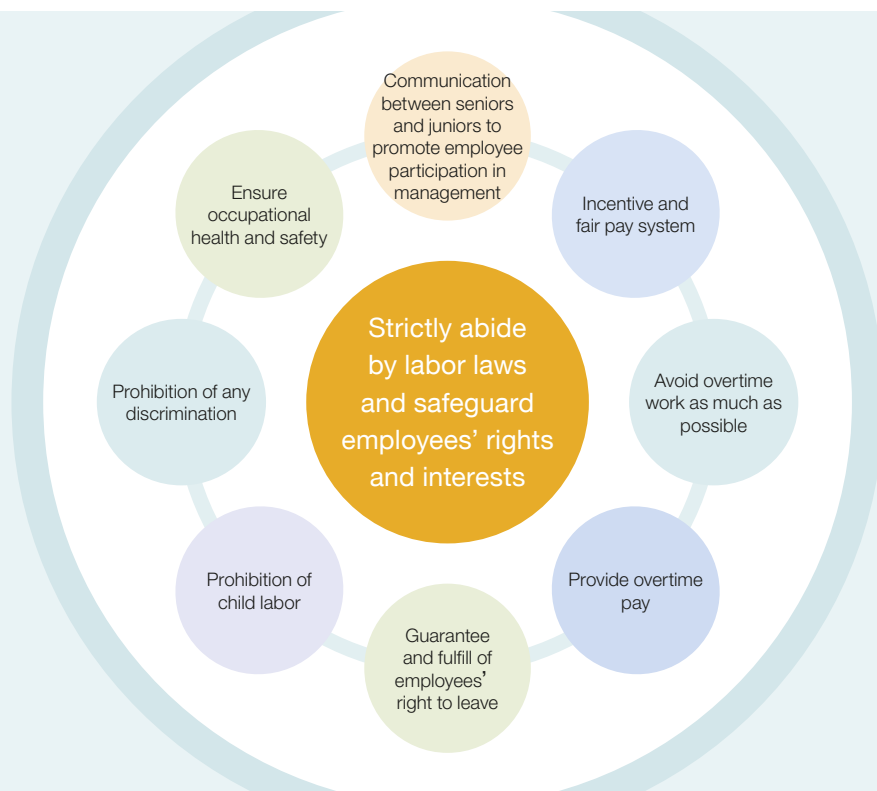 Communication
between seniors
and juniors to
promote employee
participation in
management
Incentive and
fair pay system
Avoid overtime
work as much as
possible
Provide overtime
pay
Guarantee
and fulfill of
employees’
right to leave
Prohibition of
child labor
Prohibition of any
discrimination
Ensure
occupational
health and safety
Strictly abide
by labor laws
and safeguard
employees’ rights
and interests